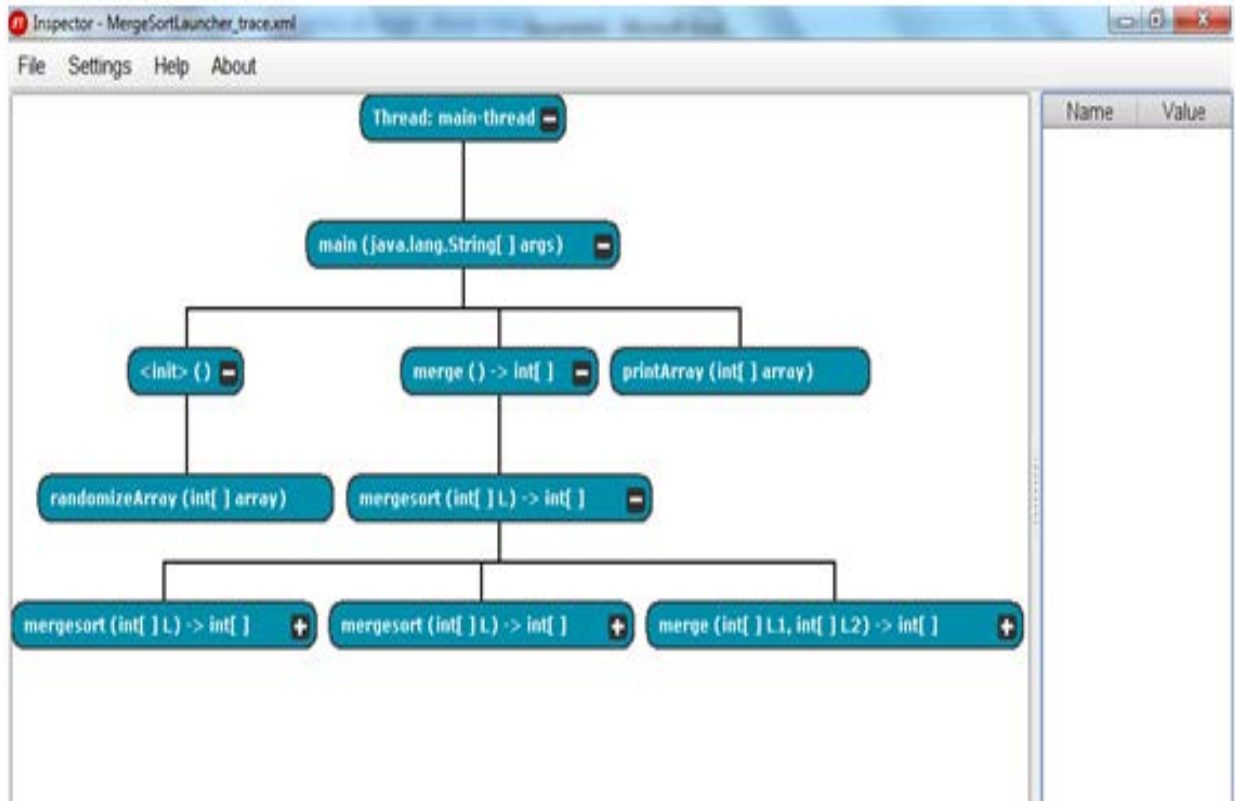 Inspector - MergeSortLauncher_trace.xml
File Settings Help About
Name Value
Thread: main-thread
main (java.lang.String[ ] args)
<init> ()
merge () -> int[ ]
printArray (int[ ] array)
randomizeArray (int[ ] array)
mergesort (int[ ] L) -> int[ ]
mergesort (int[ ] L) -> int[ ]
mergesort (int[ ] L) -> int[ ]
merge (int[ ] L1, int[ ] L2) -> int[ ]